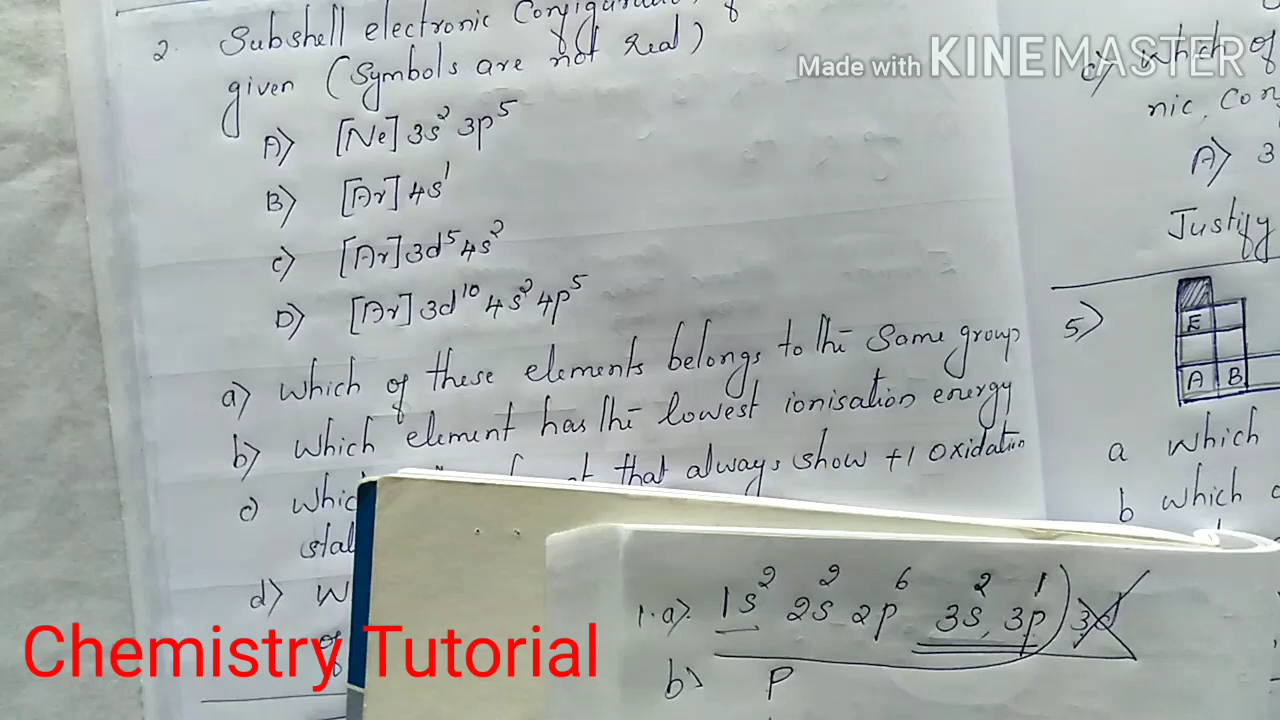 2. Subshell electronic
given (Symbols are not real)
A) [Ne] 3s² 3p⁵
B) [Ar] 4s¹
c) [Ar] 3d⁵ 4s²
D) [Ar] 3d¹⁰ 4s² 4p⁵
a) Which of these elements belongs to the same group
b) Which element has the lowest ionisation energy
c) that always show +1 oxidation
d)
Made with KINEMASTER
c) which of
nic, con
A) 3
Justify
5)
E
A B
a which
b which
1.a). 1s² 2s² 2p⁶ 3s², 3p¹)
b) P
Chemistry Tutorial